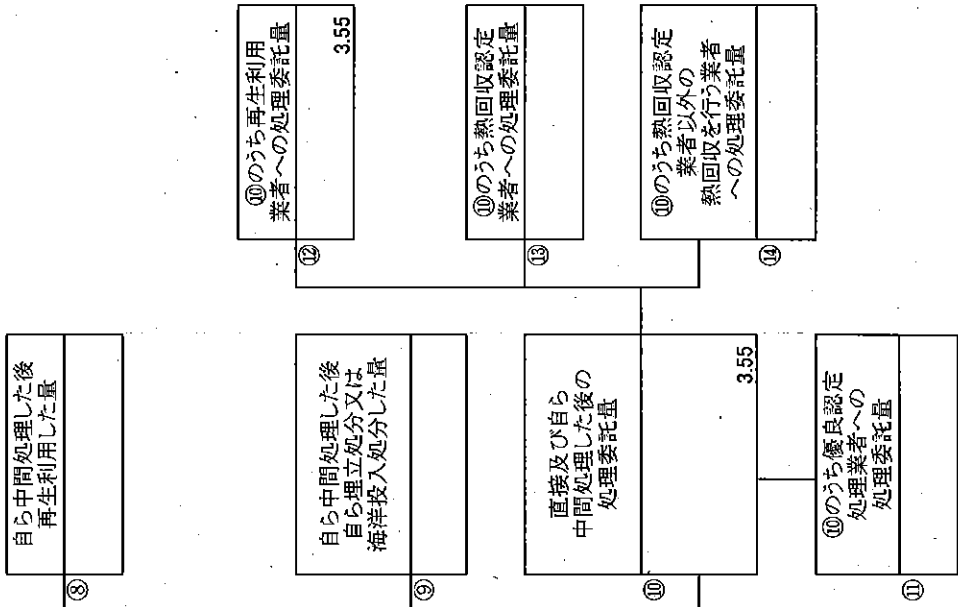 自ら中間処理した後
再生利用した量
⑧
自ら中間処理した後
自ら埋立処分又は
海洋投入処分した量
⑨
直接及び自ら
中間処理した後の
処理委託量
3.55
⑩
⑩のうち優良認定
処理業者への
処理委託量
⑪
⑩のうち再生利用
業者への処理委託量
3.55
⑫
⑩のうち熱回収認定
業者への処理委託量
⑬
⑩のうち熱回収認定
業者以外の
熱回収を行う業者
への処理委託量
⑭